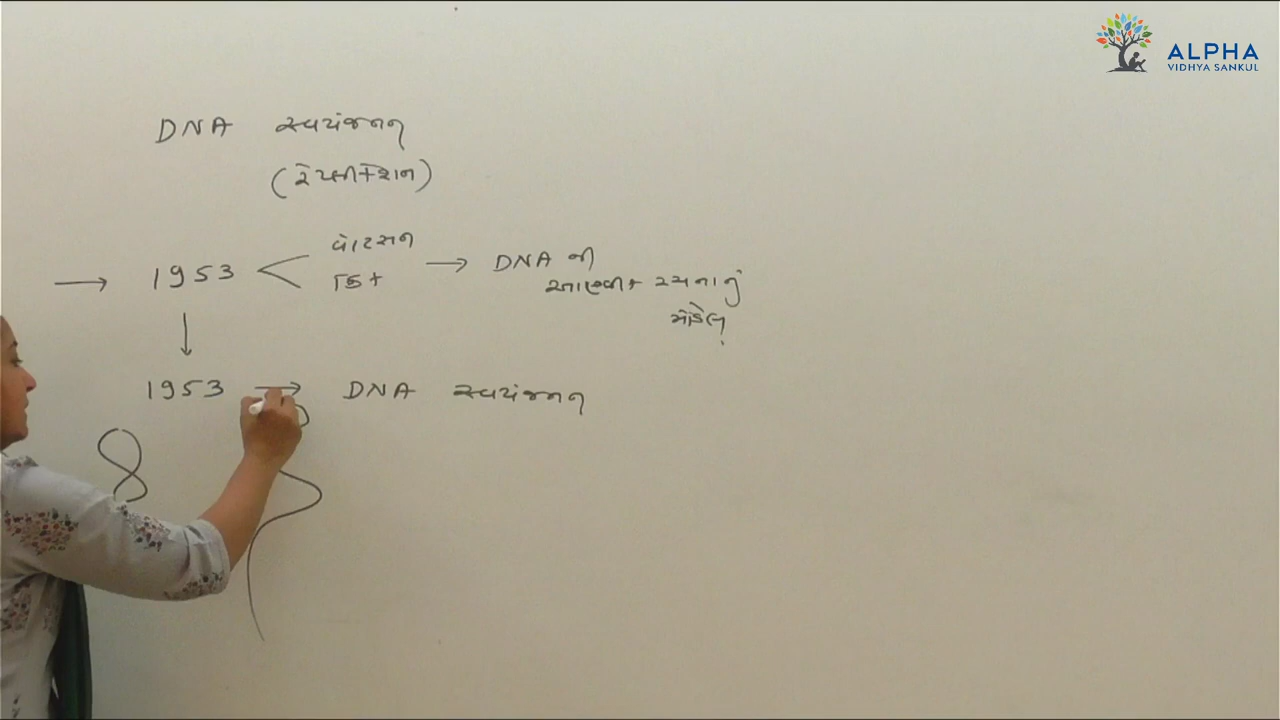 ALPHA
VIDHYA SANKUL
DNA સ્વયંજનન
(રેપ્લીકેશન)
→ 1953 < વોટસન → DNA ની
ક્રિક
આણ્વીક રચનાનું
મોડેલ
1953 → DNA સ્વયંજનન